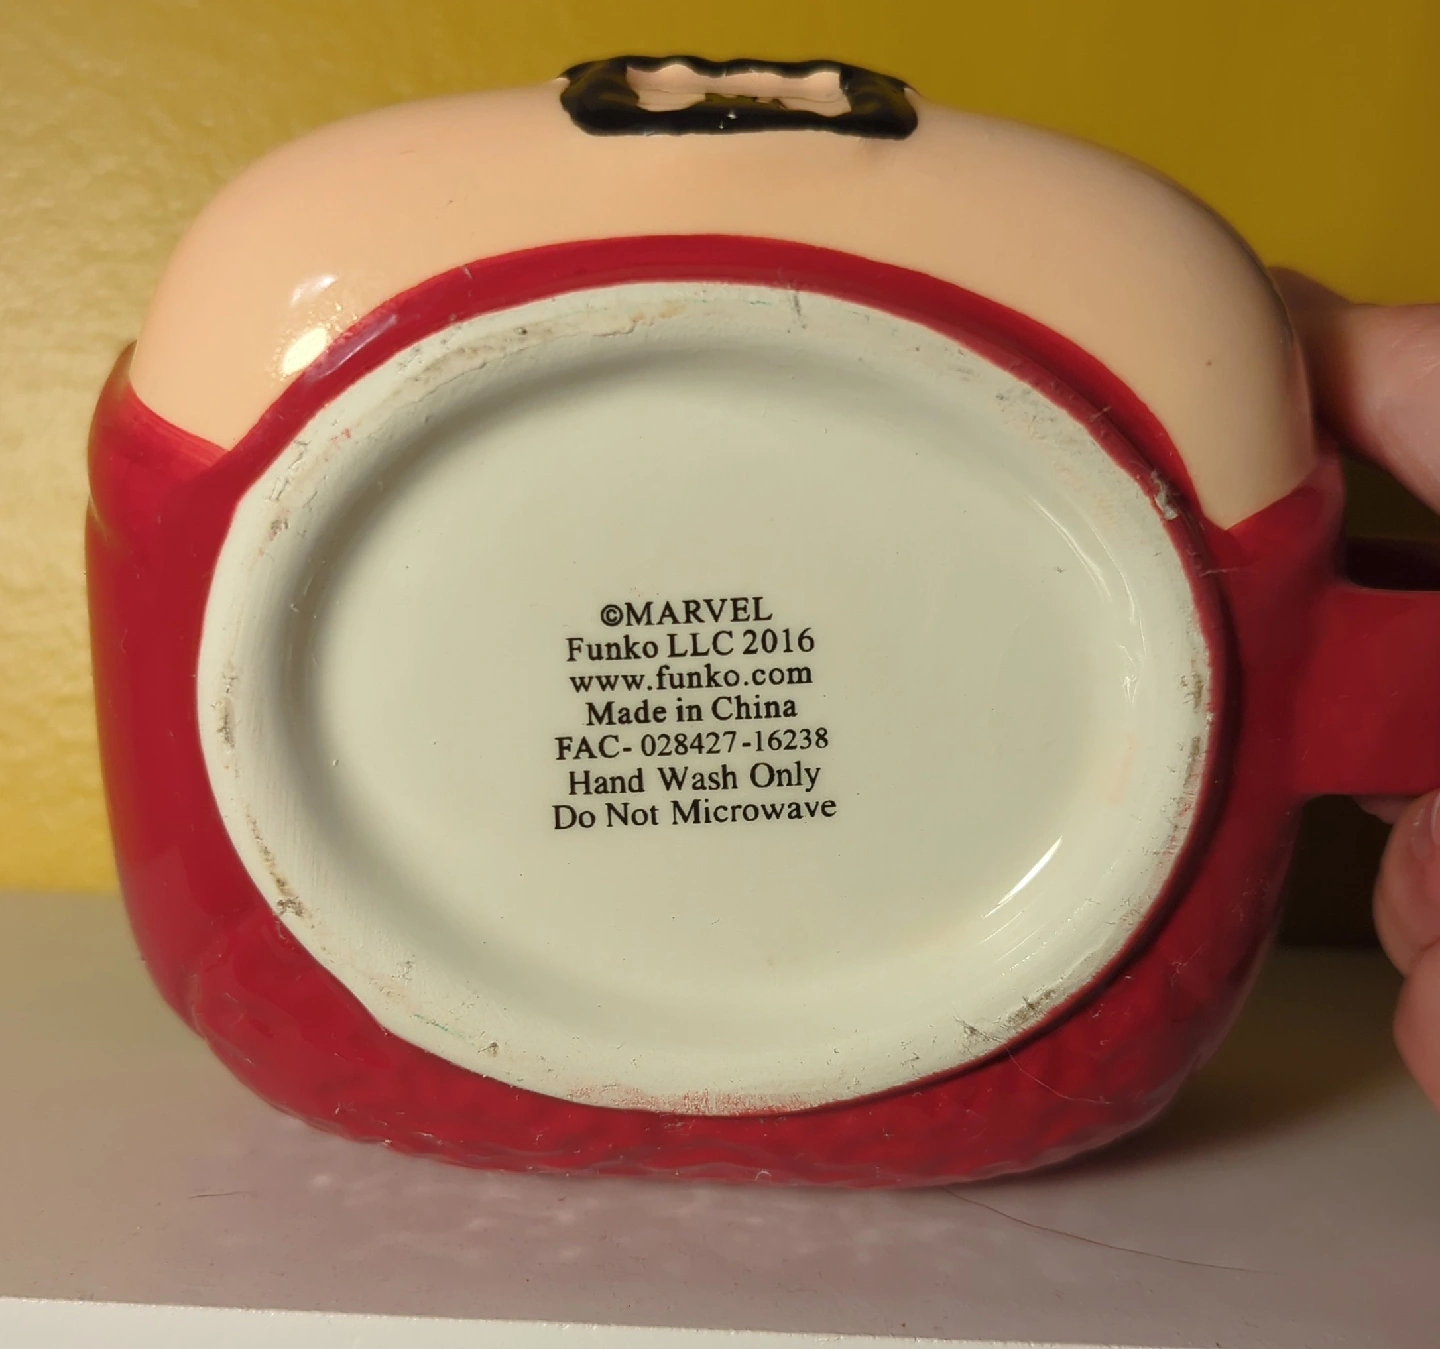 ©MARVEL
Funko LLC 2016
www.funko.com
Made in China
FAC- 028427-16238
Hand Wash Only
Do Not Microwave